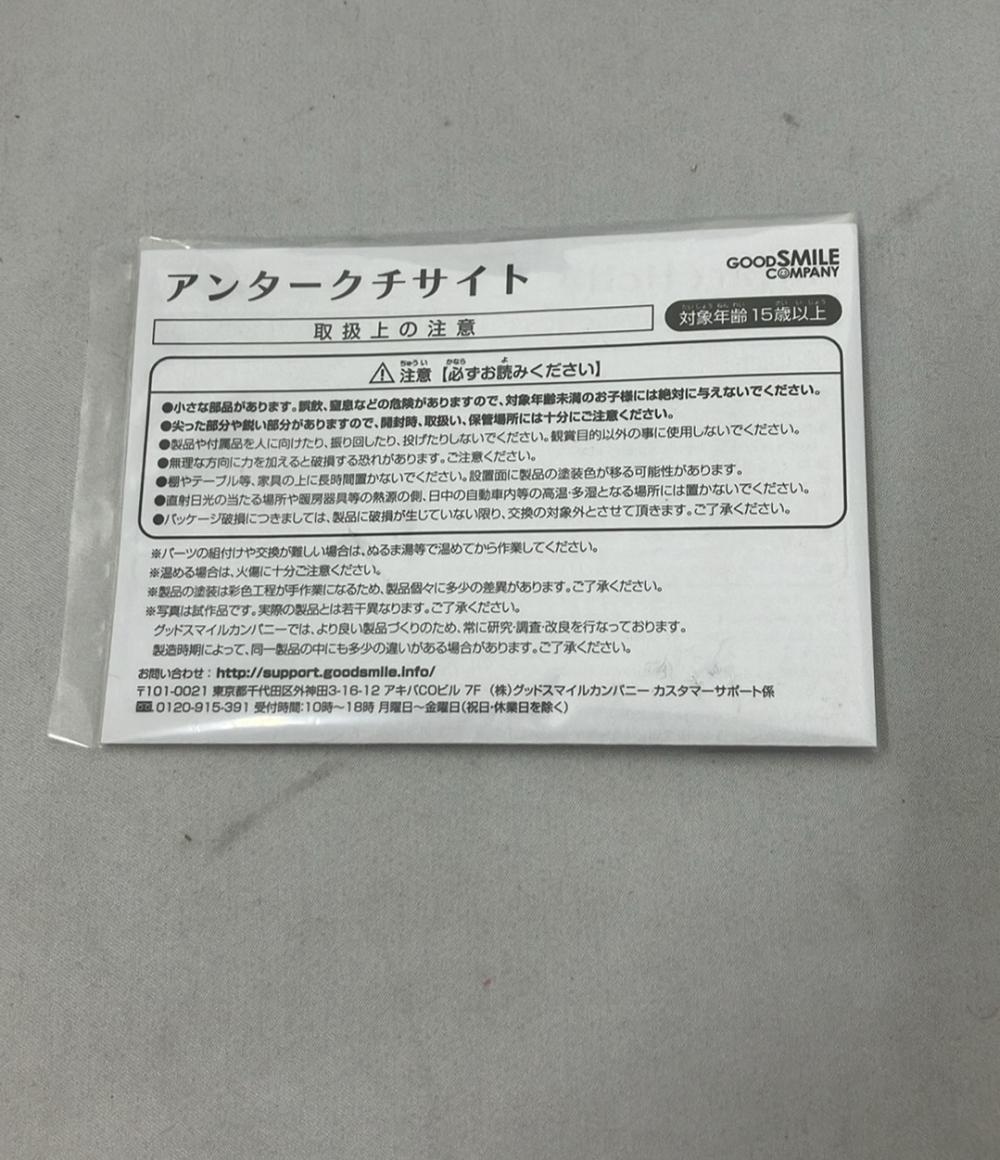 アンタークチサイト
GOODSMILE
COMPANY
取扱上の注意
たいしょうねんれい さいいじょう
対象年齢15歳以上
ちゅうい かなら よ
注意【必ずお読みください】
●小さな部品があります。誤飲、窒息などの危険がありますので、対象年齢未満のお子様には絶対に与えないでください。
●尖った部分や鋭い部分がありますので、開封時、取扱い、保管場所には十分にご注意ください。
●製品や付属品を人に向けたり、振り回したり、投げたりしないでください。観賞目的以外の事に使用しないでください。
●無理な方向に力を加えると破損する恐れがあります。ご注意ください。
●棚やテーブル等、家具の上に長時間置かないでください。設置面に製品の塗装色が移る可能性があります。
●直射日光の当たる場所や暖房器具等の熱源の側、日中の自動車内等の高温・多湿となる場所には置かないでください。
●パッケージ破損につきましては、製品に破損が生じていない限り、交換の対象外とさせて頂きます。ご了承ください。
※パーツの組付けや交換が難しい場合は、ぬるま湯等で温めてから作業してください。
※温める場合は、火傷に十分ご注意ください。
※製品の塗装は彩色工程が手作業になるため、製品個々に多少の差異があります。ご了承ください。
※写真は試作品です。実際の製品とは若干異なります。ご了承ください。
グッドスマイルカンパニーでは、より良い製品づくりのため、常に研究・調査・改良を行なっております。
製造時期によって、同一製品の中にも多少の違いがある場合があります。ご了承ください。
お問い合わせ：http://support.goodsmile.info/
〒101-0021 東京都千代田区外神田3-16-12 アキバCOビル 7F （株）グッドスマイルカンパニー カスタマーサポート係
0120-915-391 受付時間：10時～18時 月曜日～金曜日（祝日・休業日を除く）